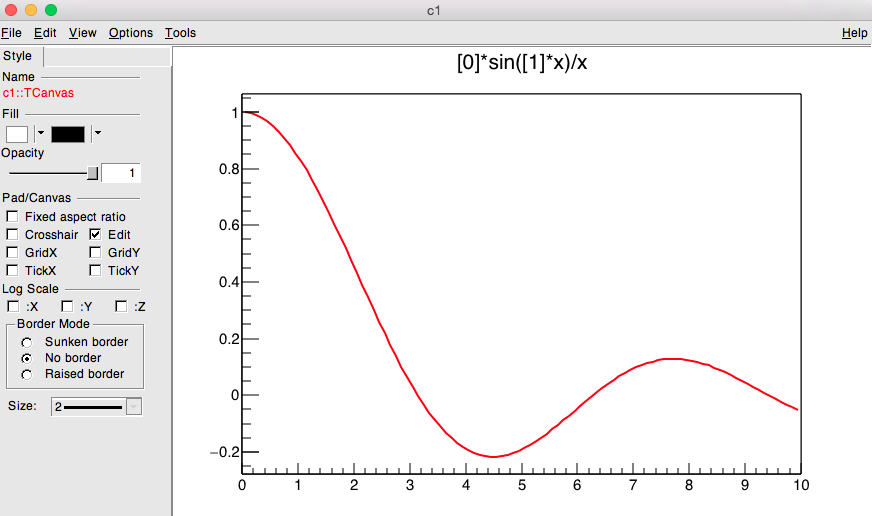 c1
File Edit View Options Tools Help
Style
Name
c1::TCanvas
Fill
Opacity
1
Pad/Canvas
Fixed aspect ratio
Crosshair Edit
GridX GridY
TickX TickY
Log Scale
:X :Y :Z
Border Mode
Sunken border
No border
Raised border
Size: 2
[0]*sin([1]*x)/x
1
0.8
0.6
0.4
0.2
0
−0.2
0 1 2 3 4 5 6 7 8 9 10